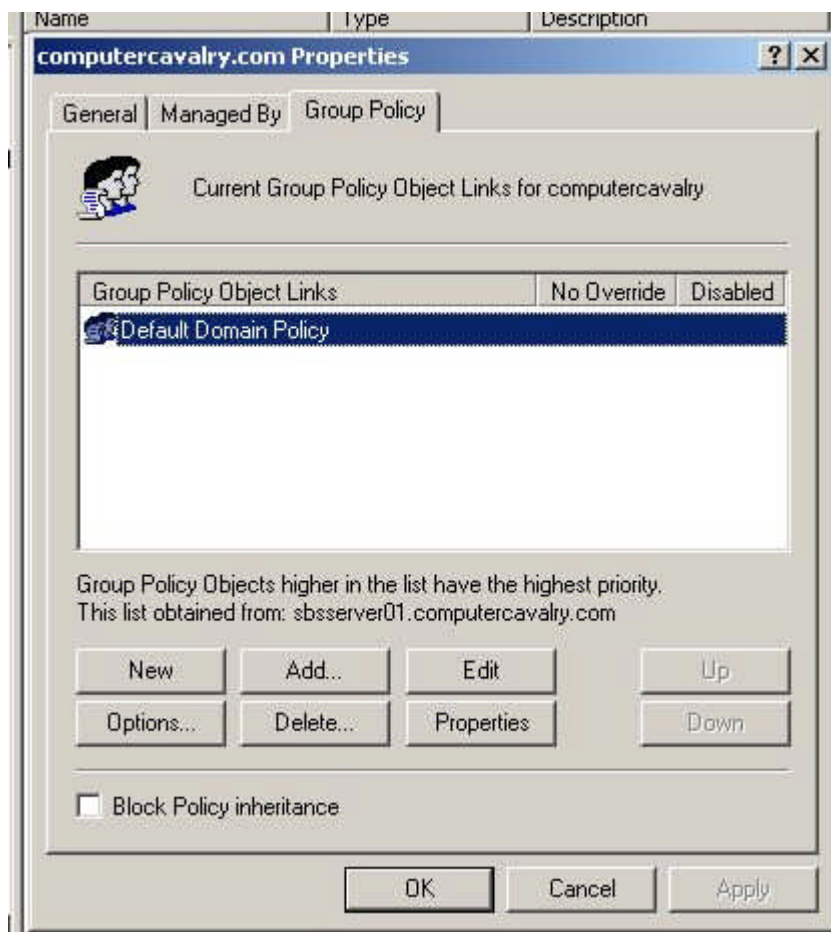 Name Type Description
computercavalry.com Properties ? X
General Managed By Group Policy
Current Group Policy Object Links for computercavalry
Group Policy Object Links No Override Disabled
Default Domain Policy
Group Policy Objects higher in the list have the highest priority.
This list obtained from: sbsserver01.computercavalry.com
New Add... Edit Up
Options... Delete... Properties Down
Block Policy inheritance
OK Cancel Apply